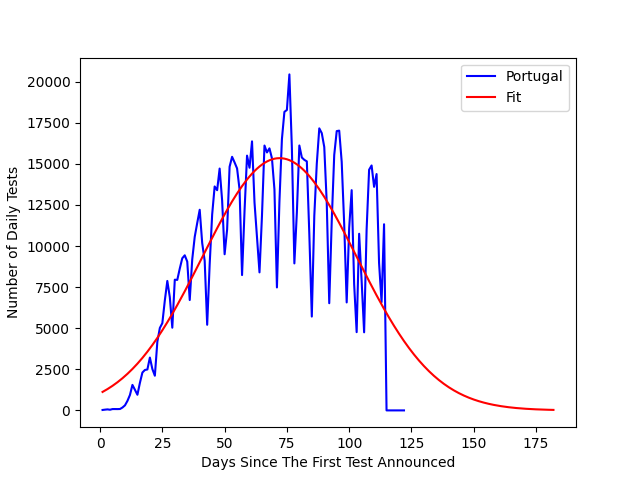 Portugal
Fit
20000
17500
15000
12500
10000
7500
5000
2500
0
Number of Daily Tests
0 25 50 75 100 125 150 175
Days Since The First Test Announced